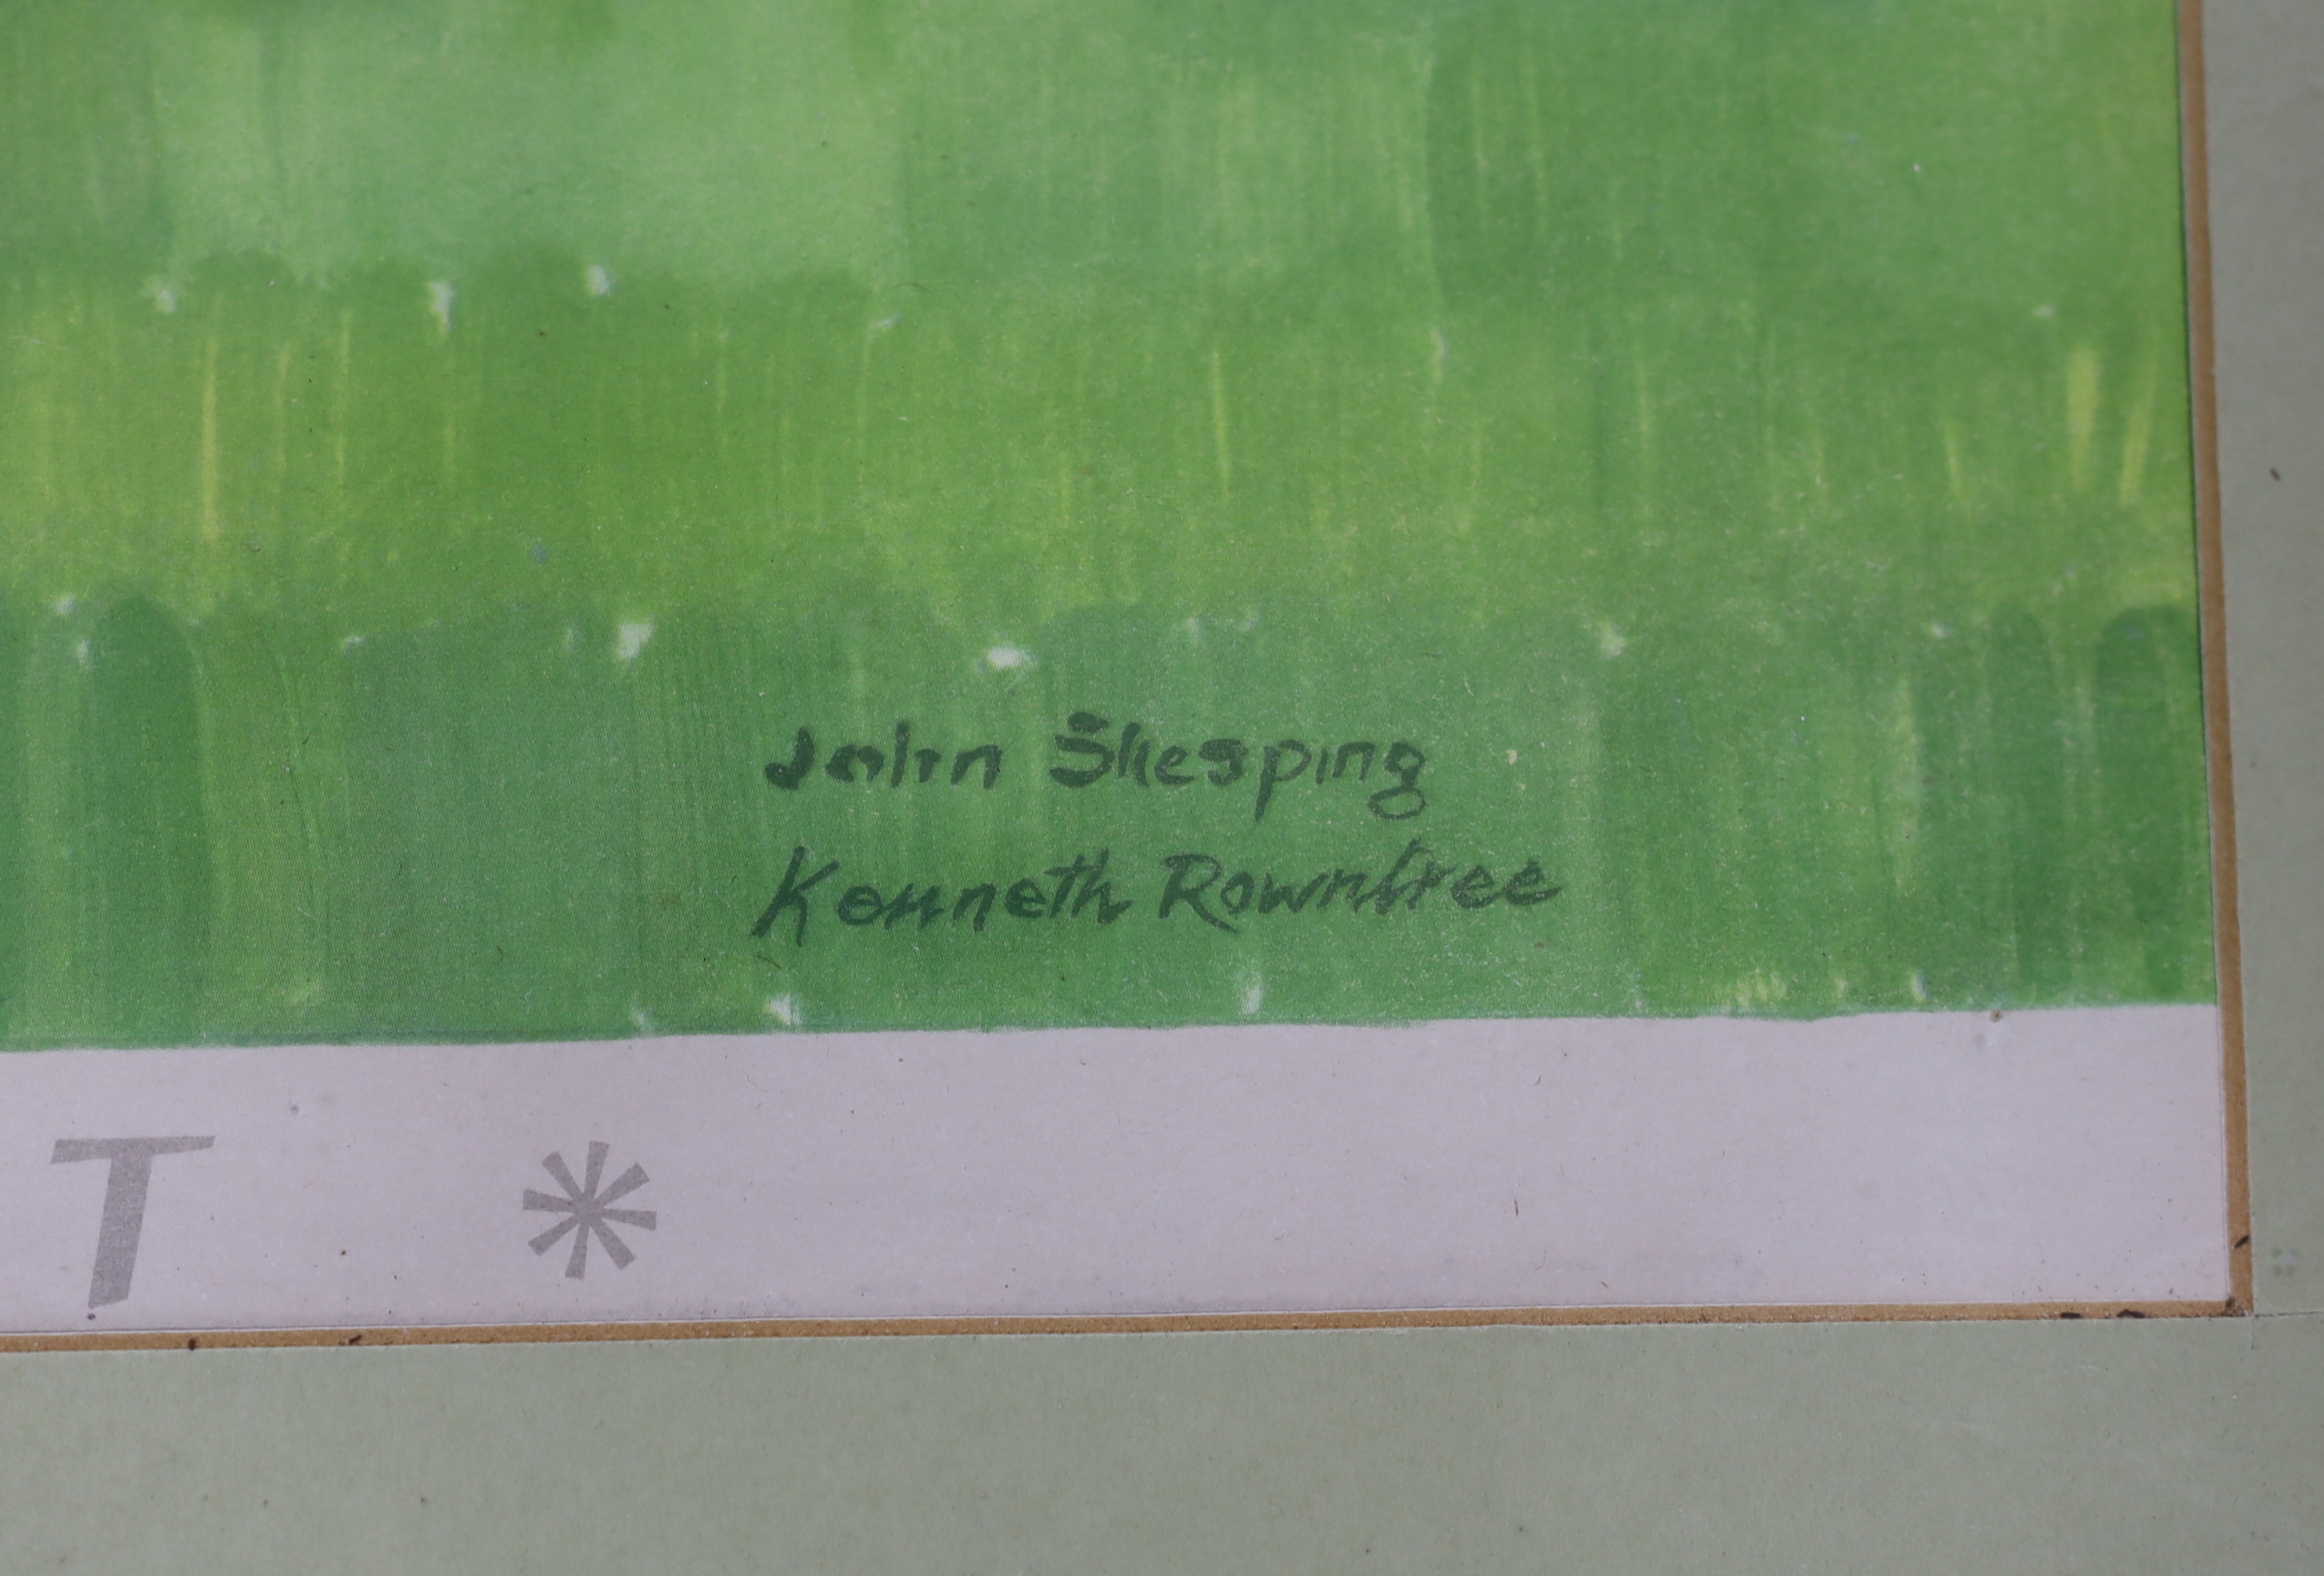 John Skeaping
Kenneth Rowntree
T *